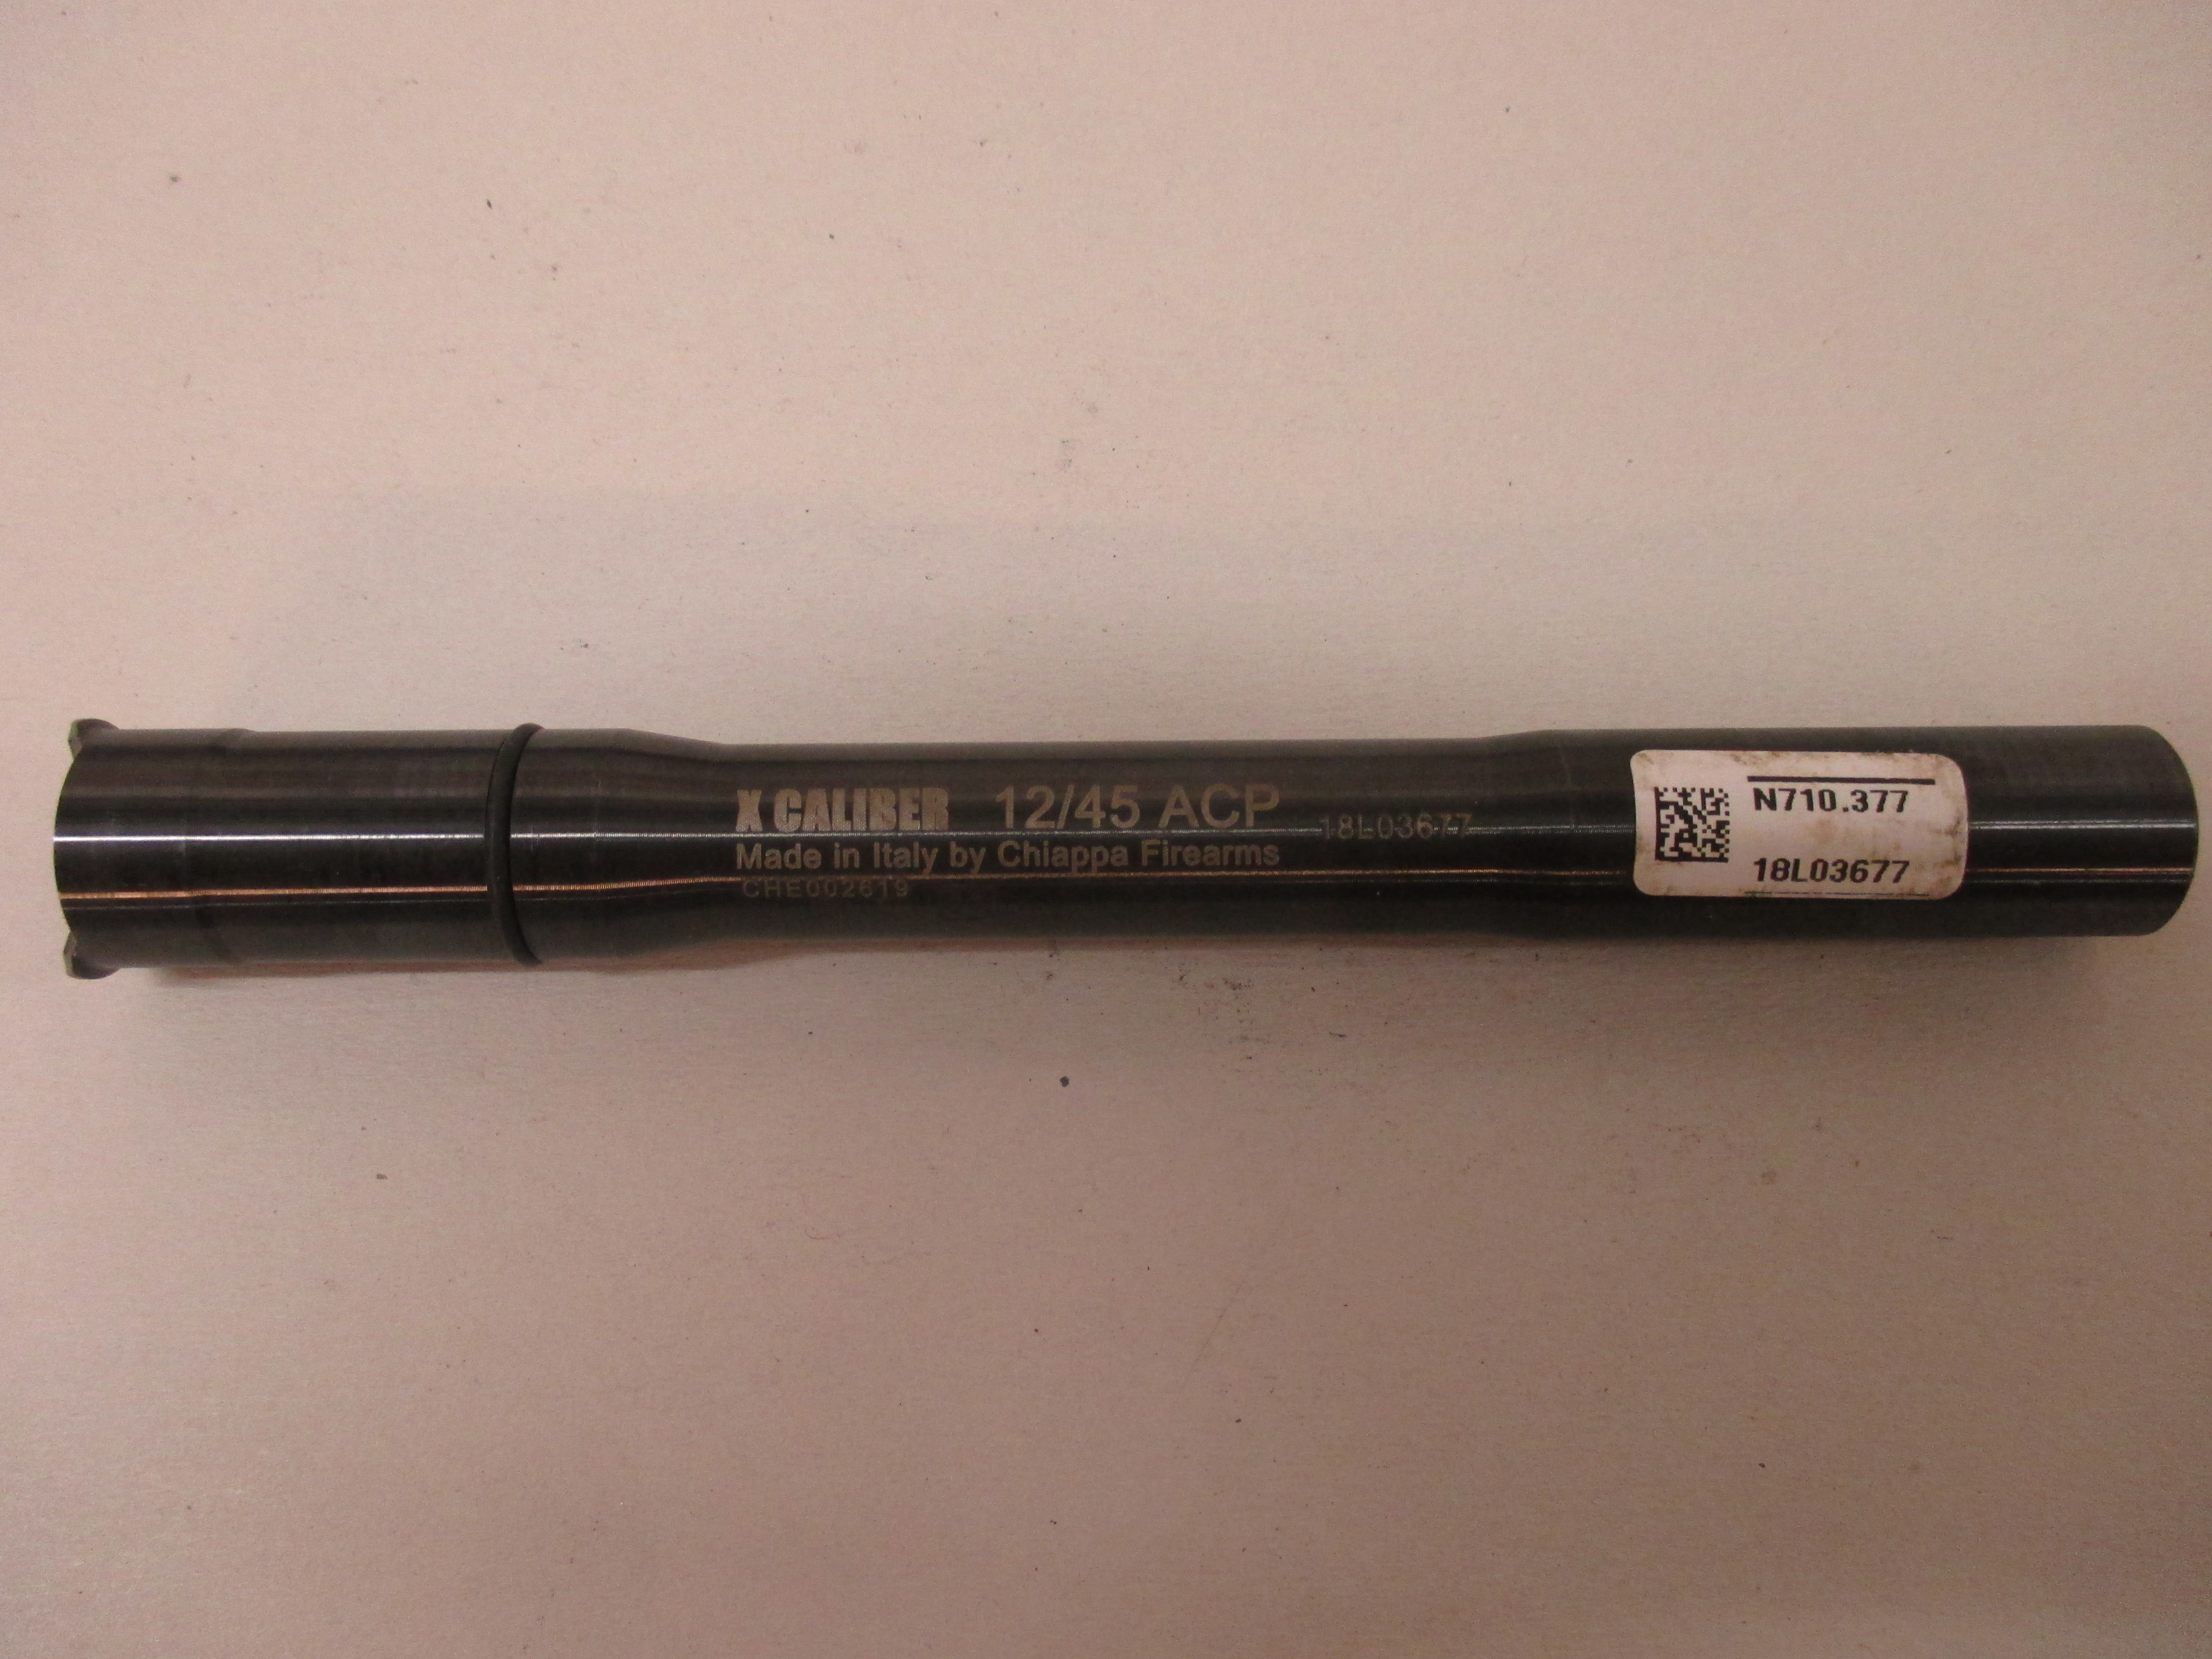 X CALIBER 12/45 ACP 18L03677
Made in Italy by Chiappa Firearms
CHE002619
N710.377
18L03677